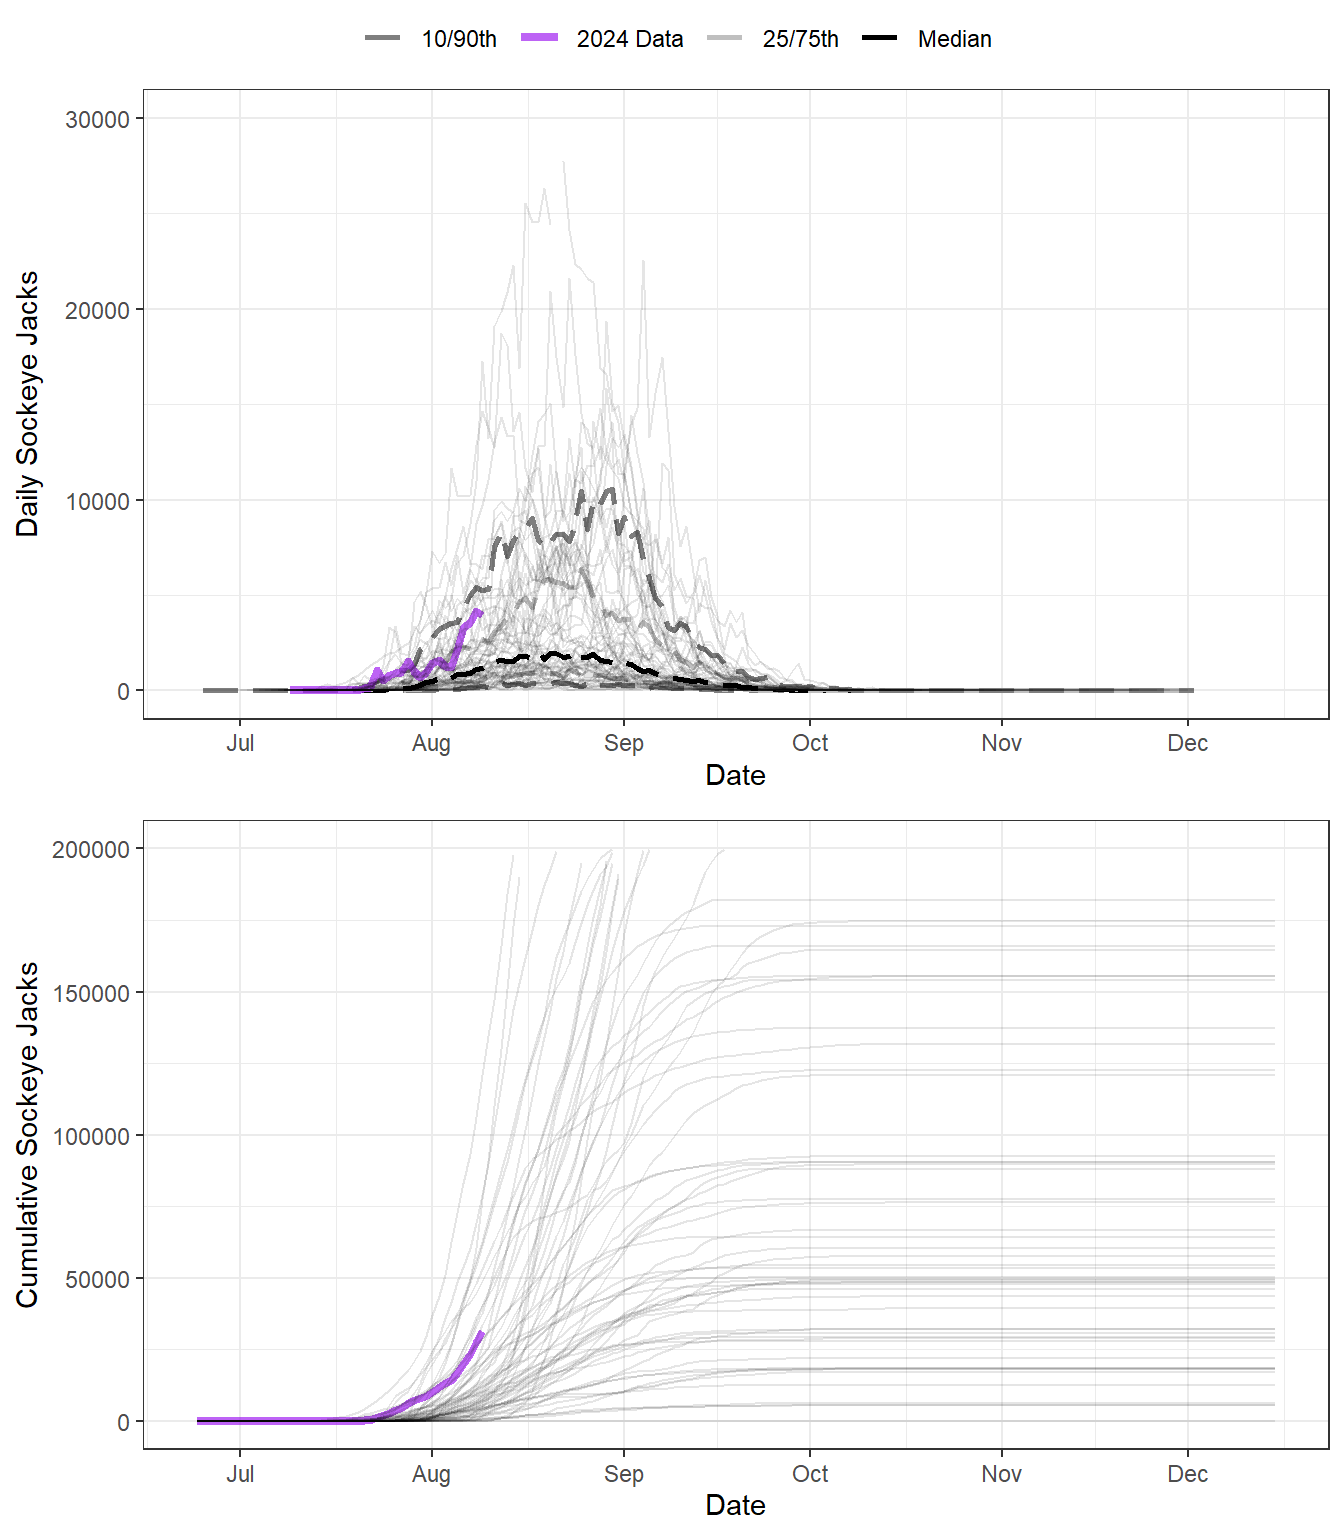 10/90th 2024 Data 25/75th Median
30000
20000
10000
0
Daily Sockeye Jacks
Jul Aug Sep Oct Nov Dec
Date
200000
150000
100000
50000
0
Cumulative Sockeye Jacks
Jul Aug Sep Oct Nov Dec
Date